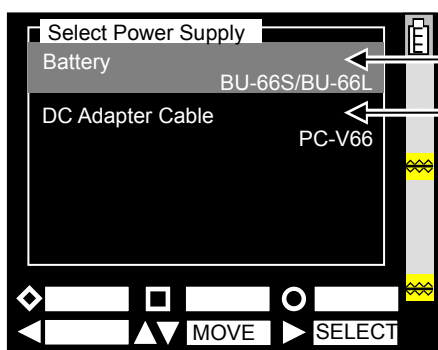 Select Power Supply
E
Battery
BU-66S/BU-66L
DC Adapter Cable
PC-V66
MOVE
SELECT